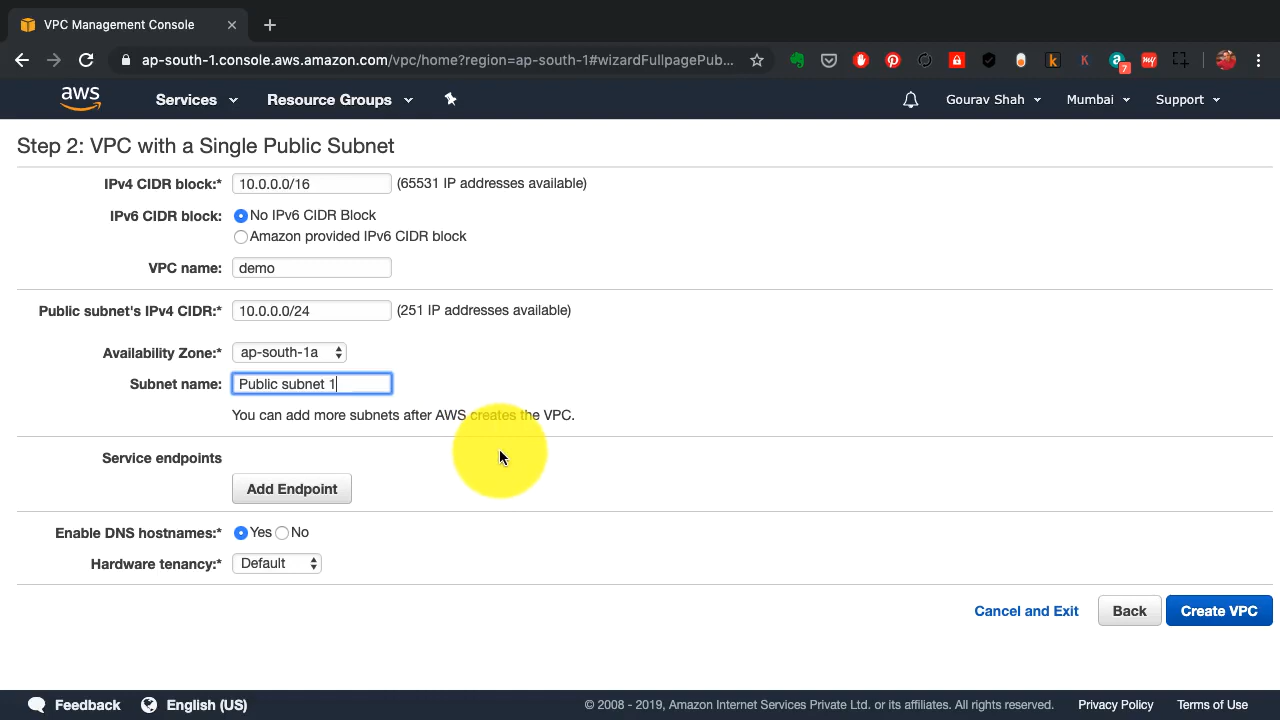 VPC Management Console
ap-south-1.console.aws.amazon.com/vpc/home?region=ap-south-1#wizardFullpagePub...
7
aws Services Resource Groups Gourav Shah Mumbai Support
Step 2: VPC with a Single Public Subnet
IPv4 CIDR block:* 10.0.0.0/16 (65531 IP addresses available)
IPv6 CIDR block: No IPv6 CIDR Block
Amazon provided IPv6 CIDR block
VPC name: demo
Public subnet's IPv4 CIDR:* 10.0.0.0/24 (251 IP addresses available)
Availability Zone:* ap-south-1a
Subnet name: Public subnet 1
You can add more subnets after AWS creates the VPC.
Service endpoints
Add Endpoint
Enable DNS hostnames:* Yes No
Hardware tenancy:* Default
Cancel and Exit Back Create VPC
Feedback English (US) © 2008 - 2019, Amazon Internet Services Private Ltd. or its affiliates. All rights reserved. Privacy Policy Terms of Use